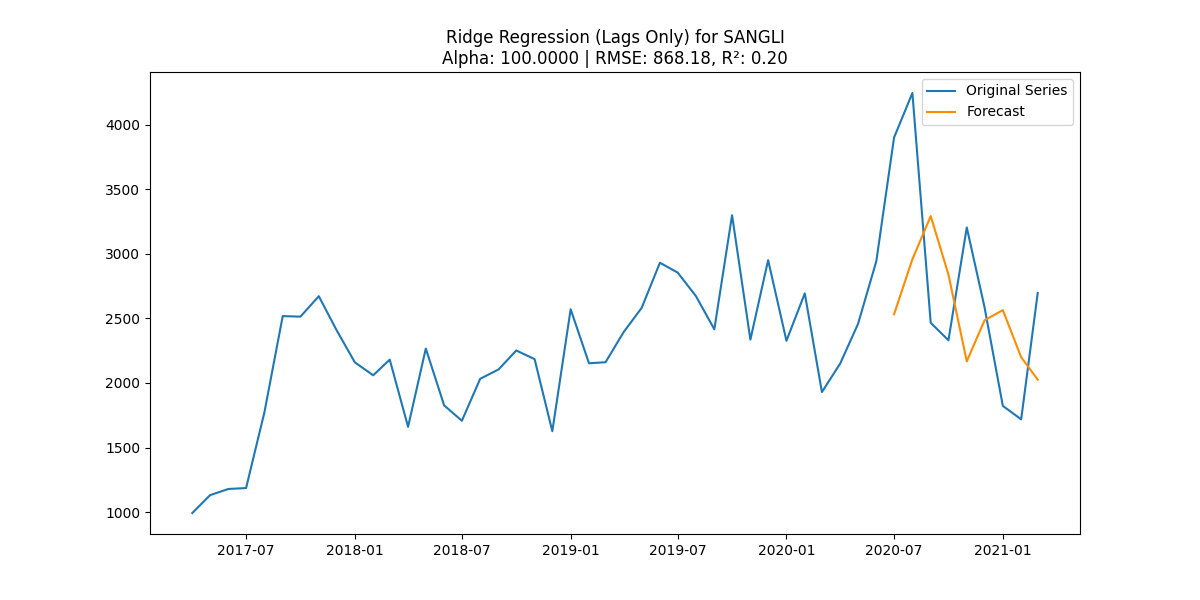 Ridge Regression (Lags Only) for SANGLI
Alpha: 100.0000 | RMSE: 868.18, R²: 0.20
Original Series
Forecast
4000
3500
3000
2500
2000
1500
1000
2017-07 2018-01 2018-07 2019-01 2019-07 2020-01 2020-07 2021-01